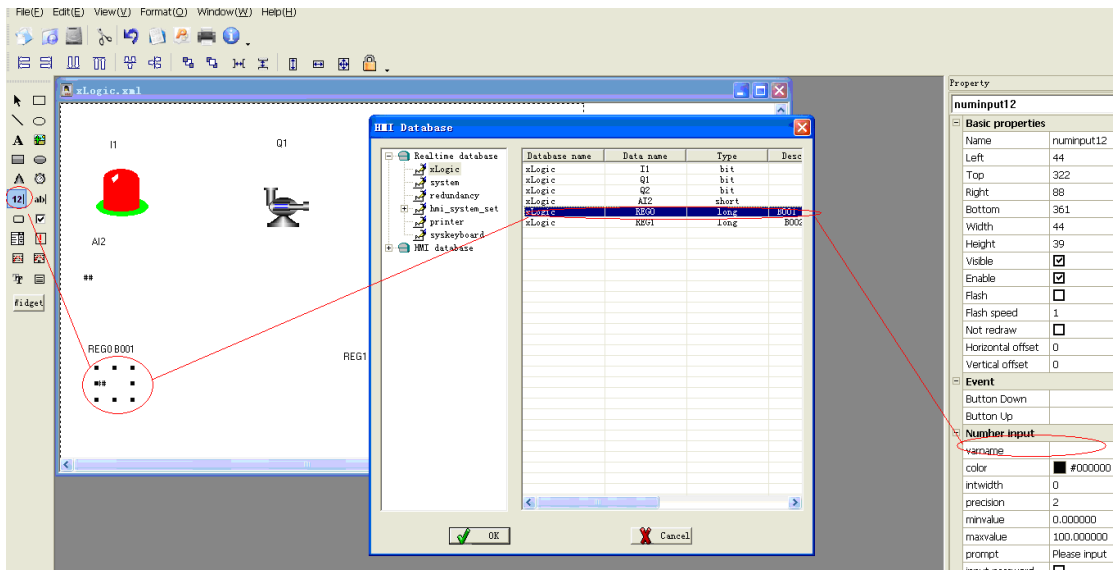 File(F) Edit(E) View(V) Format(O) Window(W) Help(H)
xLogic.xml
I1
Q1
AI2
##
REG0 B001
##
REG1
12
ab
A
A
Widget
HMI Database
Realtime database
xLogic
system
redundancy
hmi_system_set
printer
syskeyboard
HMI database
Database name Data name Type Desc
xLogic I1 bit
xLogic Q1 bit
xLogic Q2 bit
xLogic AI2 short
xLogic REG0 long B001
xLogic REG1 long B002
OK
Cancel
Property
numinput12
Basic properties
Name numinput12
Left 44
Top 322
Right 88
Bottom 361
Width 44
Height 39
Visible
Enable
Flash
Flash speed 1
Not redraw
Horizontal offset 0
Vertical offset 0
Event
Button Down
Button Up
Number input
varname
color #000000
intwidth 0
precision 2
minvalue 0.000000
maxvalue 100.000000
prompt Please input